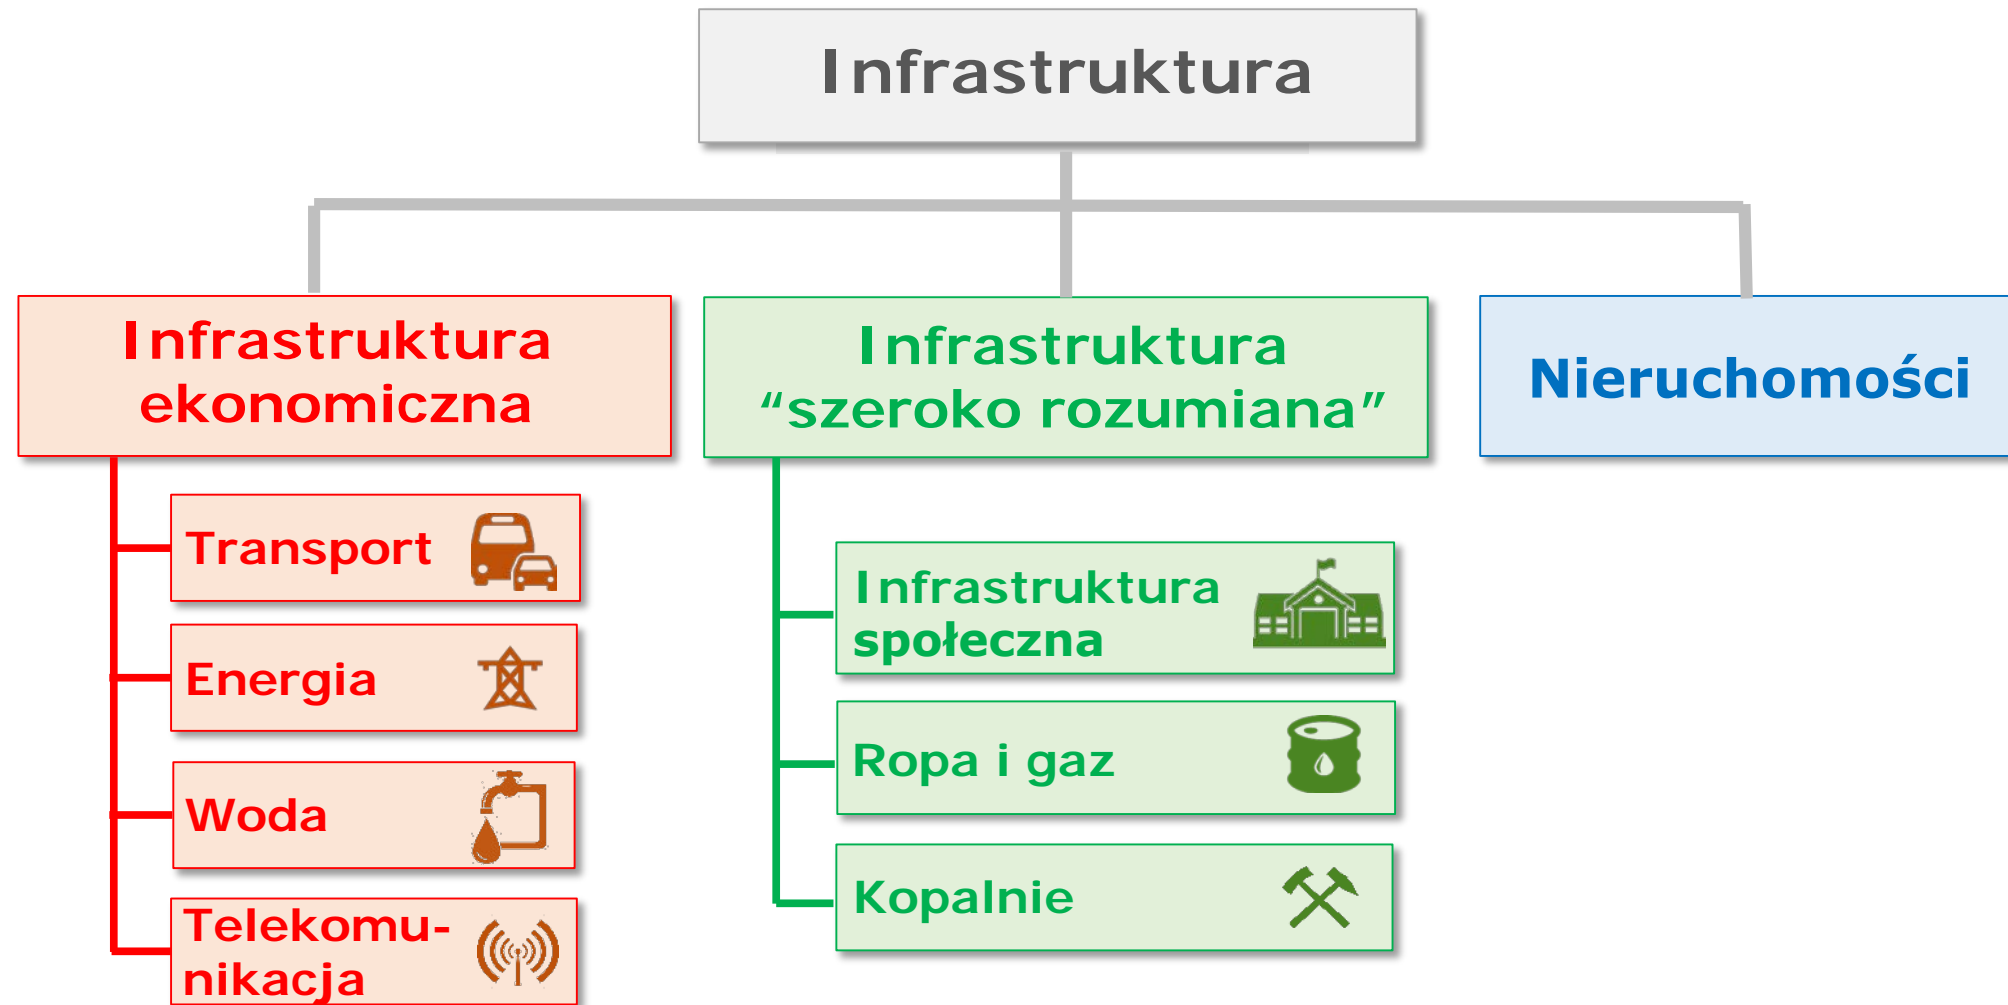 Infrastruktura
Infrastruktura
ekonomiczna
Transport
Energia
Woda
Telekomu-
nikacja
Infrastruktura
“szeroko rozumiana”
Infrastruktura
społeczna
Ropa i gaz
Kopalnie
Nieruchomości